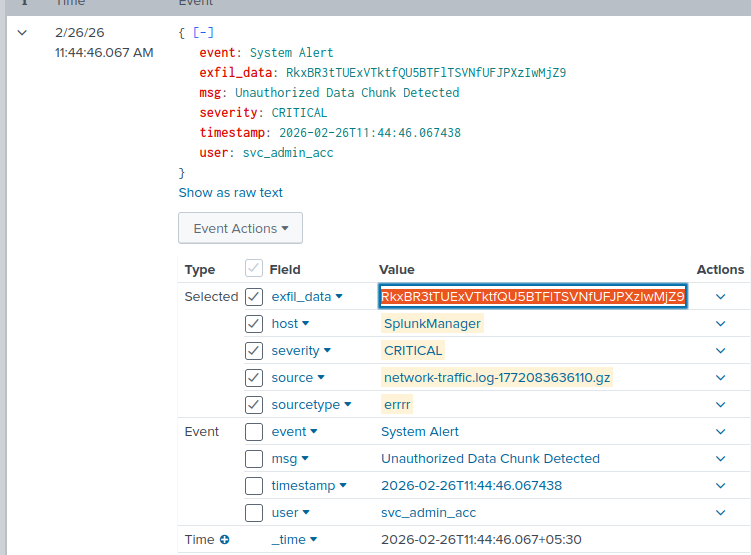 i Time Event
2/26/26
11:44:46.067 AM
{ [-]
event: System Alert
exfil_data: RkxBR3tTUExVTktfQU5BTFlTSVNfUFJPXzIwMjZ9
msg: Unauthorized Data Chunk Detected
severity: CRITICAL
timestamp: 2026-02-26T11:44:46.067438
user: svc_admin_acc
}
Show as raw text
Event Actions
Type Field Value Actions
Selected exfil_data RkxBR3tTUExVTktfQU5BTFlTSVNfUFJPXzIwMjZ9
host SplunkManager
severity CRITICAL
source network-traffic.log-1772083636110.gz
sourcetype errrr
Event event System Alert
msg Unauthorized Data Chunk Detected
timestamp 2026-02-26T11:44:46.067438
user svc_admin_acc
Time _time 2026-02-26T11:44:46.067+05:30